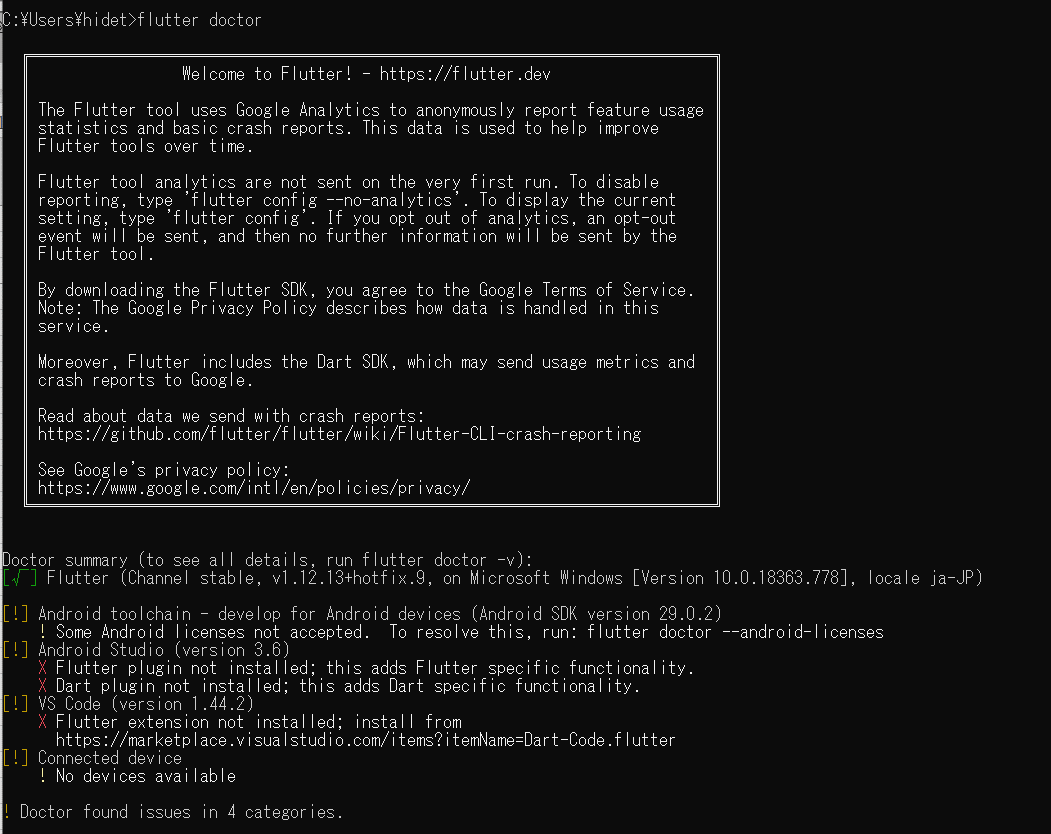 C:¥Users¥hidet>flutter doctor
Welcome to Flutter! - https://flutter.dev
The Flutter tool uses Google Analytics to anonymously report feature usage
statistics and basic crash reports. This data is used to help improve
Flutter tools over time.
Flutter tool analytics are not sent on the very first run. To disable
reporting, type 'flutter config --no-analytics'. To display the current
setting, type 'flutter config'. If you opt out of analytics, an opt-out
event will be sent, and then no further information will be sent by the
Flutter tool.
By downloading the Flutter SDK, you agree to the Google Terms of Service.
Note: The Google Privacy Policy describes how data is handled in this
service.
Moreover, Flutter includes the Dart SDK, which may send usage metrics and
crash reports to Google.
Read about data we send with crash reports:
https://github.com/flutter/flutter/wiki/Flutter-CLI-crash-reporting
See Google's privacy policy:
https://www.google.com/intl/en/policies/privacy/
Doctor summary (to see all details, run flutter doctor -v):
[√] Flutter (Channel stable, v1.12.13+hotfix.9, on Microsoft Windows [Version 10.0.18363.778], locale ja-JP)
[!] Android toolchain - develop for Android devices (Android SDK version 29.0.2)
! Some Android licenses not accepted.  To resolve this, run: flutter doctor --android-licenses
[!] Android Studio (version 3.6)
X Flutter plugin not installed; this adds Flutter specific functionality.
X Dart plugin not installed; this adds Dart specific functionality.
[!] VS Code (version 1.44.2)
X Flutter extension not installed; install from
https://marketplace.visualstudio.com/items?itemName=Dart-Code.flutter
[!] Connected device
! No devices available
! Doctor found issues in 4 categories.